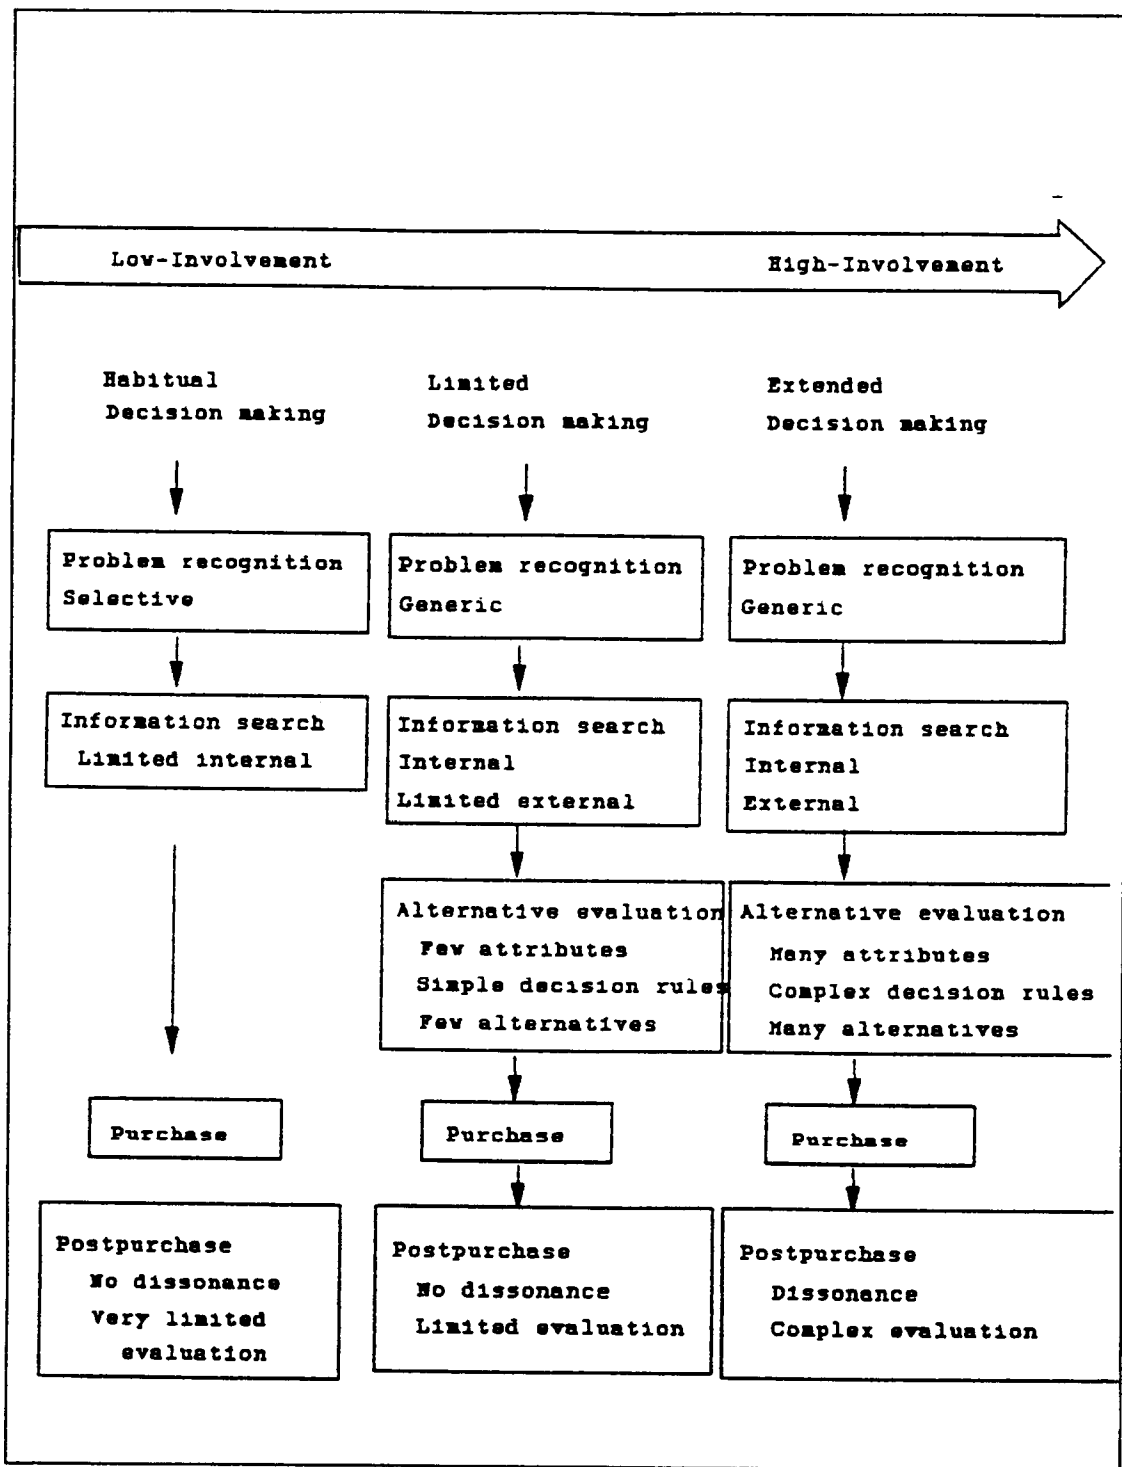 Low-Involvement
High-Involvement
Habitual
Decision making
Limited
Decision making
Extended
Decision making
Problem recognition
Selective
Problem recognition
Generic
Problem recognition
Generic
Information search
Limited internal
Information search
Internal
Limited external
Information search
Internal
External
Alternative evaluation
Few attributes
Simple decision rules
Few alternatives
Alternative evaluation
Many attributes
Complex decision rules
Many alternatives
Purchase
Purchase
Purchase
Postpurchase
No dissonance
Very limited
evaluation
Postpurchase
No dissonance
Limited evaluation
Postpurchase
Dissonance
Complex evaluation